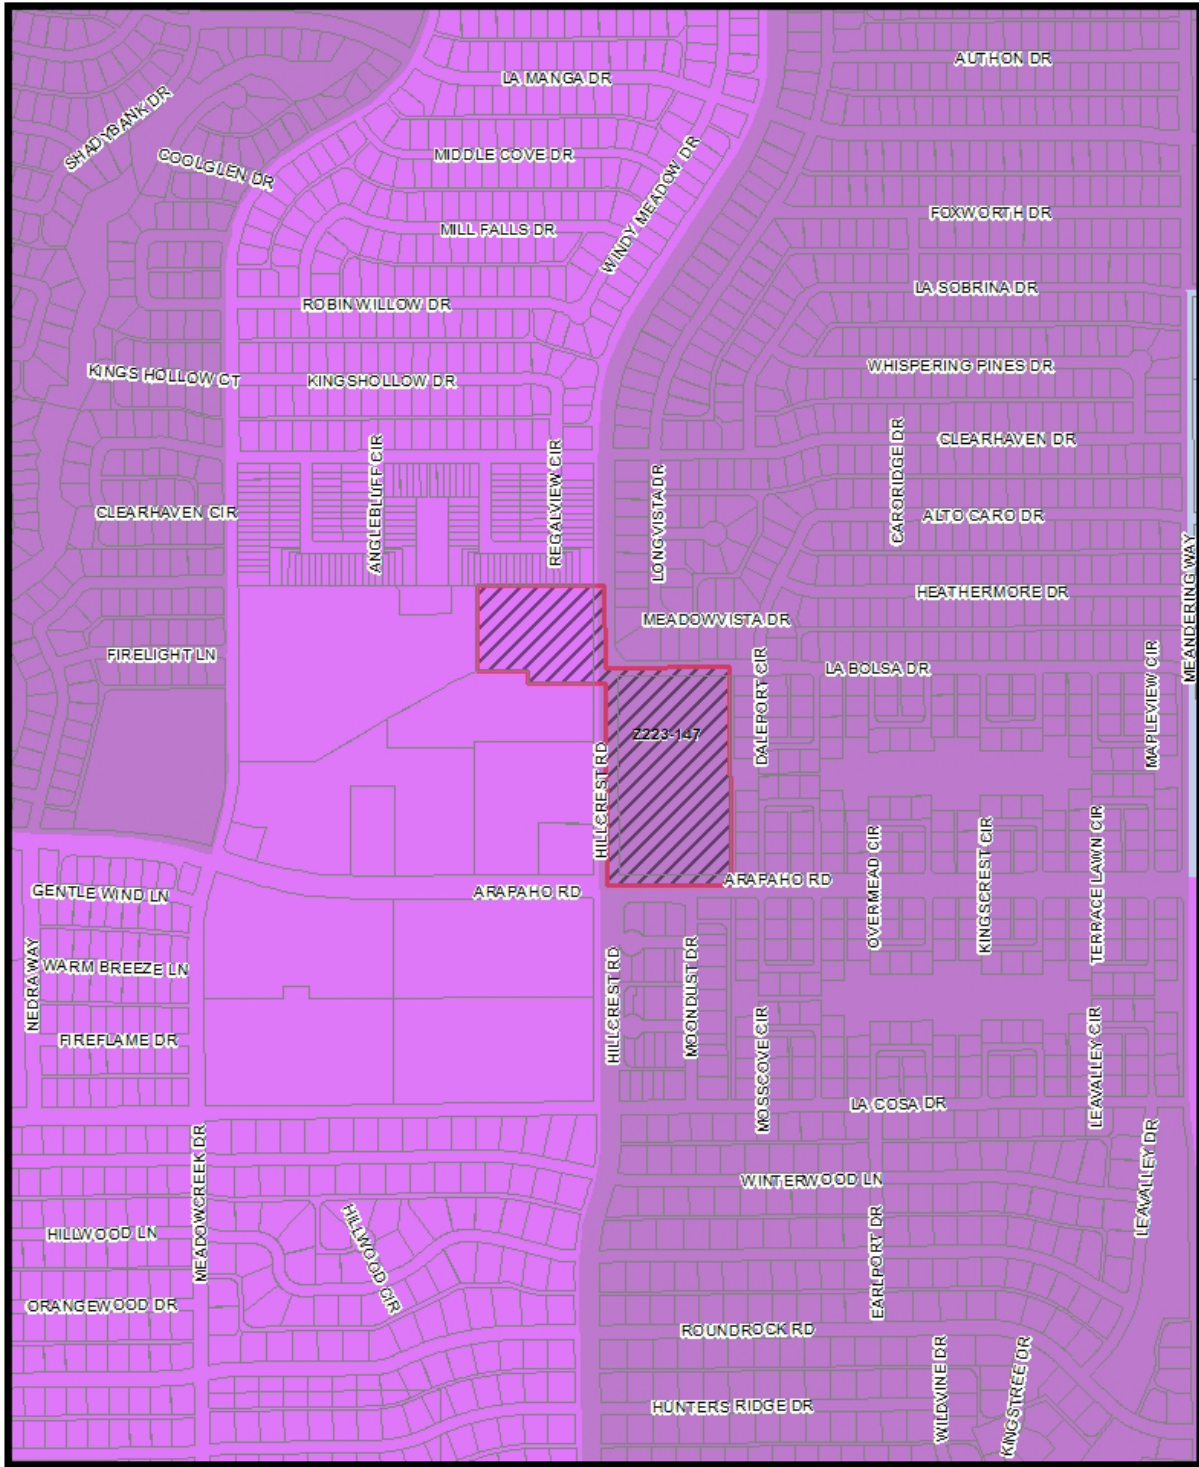 AUTHON DR
LA MANGA DR
SHADYBANK DR
COOLGLEN DR
MIDDLE COVE DR
WINDY MEADOW DR
FOXWORTH DR
MILL FALLS DR
LA SOBRINA DR
ROBIN WILLOW DR
WHISPERING PINES DR
KINGS HOLLOW CT
KINGSHOLLOW DR
CLEARHAVEN DR
CARORIDGE DR
ANGLEBLUFF CIR
REGALVIEW CIR
LONGVISTA DR
CLEARHAVEN CIR
ALTO CARO DR
MEANDERING WAY
HEATHERMORE DR
MEADOWVISTA DR
FIRELIGHT LN
LA BOLSA DR
DALEPORT CIR
MAPLEVIEW CIR
Z223-147
HILLCREST RD
OVERMEAD CIR
KINGSCREST CIR
TERRACE LAWN CIR
GENTLE WIND LN
ARAPAHO RD
ARAPAHO RD
NEDRA WAY
WARM BREEZE LN
HILLCREST RD
MOONDUST DR
FIREFLAME DR
MOSSCOVE CIR
LEAVALLEY CIR
LA COSA DR
MEADOWCREEK DR
WINTERWOOD LN
LEAVALLEY DR
HILLWOOD LN
HILLWOOD CIR
EARLPORT DR
ORANGEWOOD DR
ROUNDROCK RD
WILDVINE DR
KINGSTREE DR
HUNTERS RIDGE DR